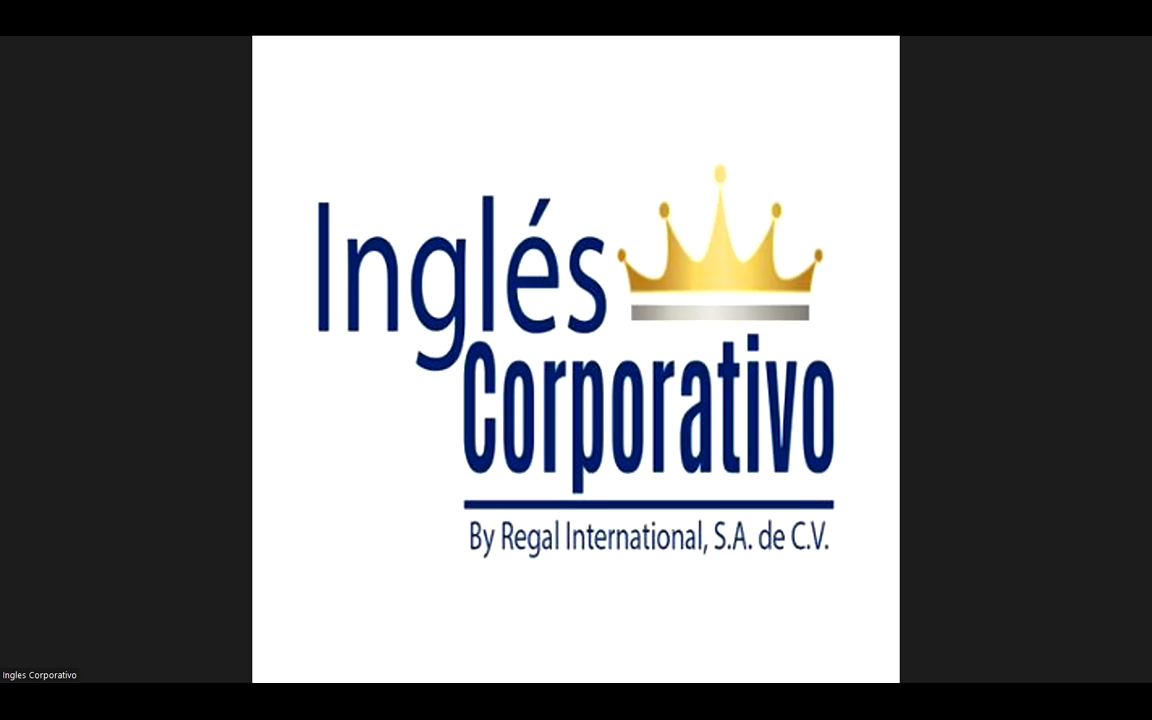 Inglés
Corporativo
By Regal International, S.A. de C.V.
Ingles Corporativo